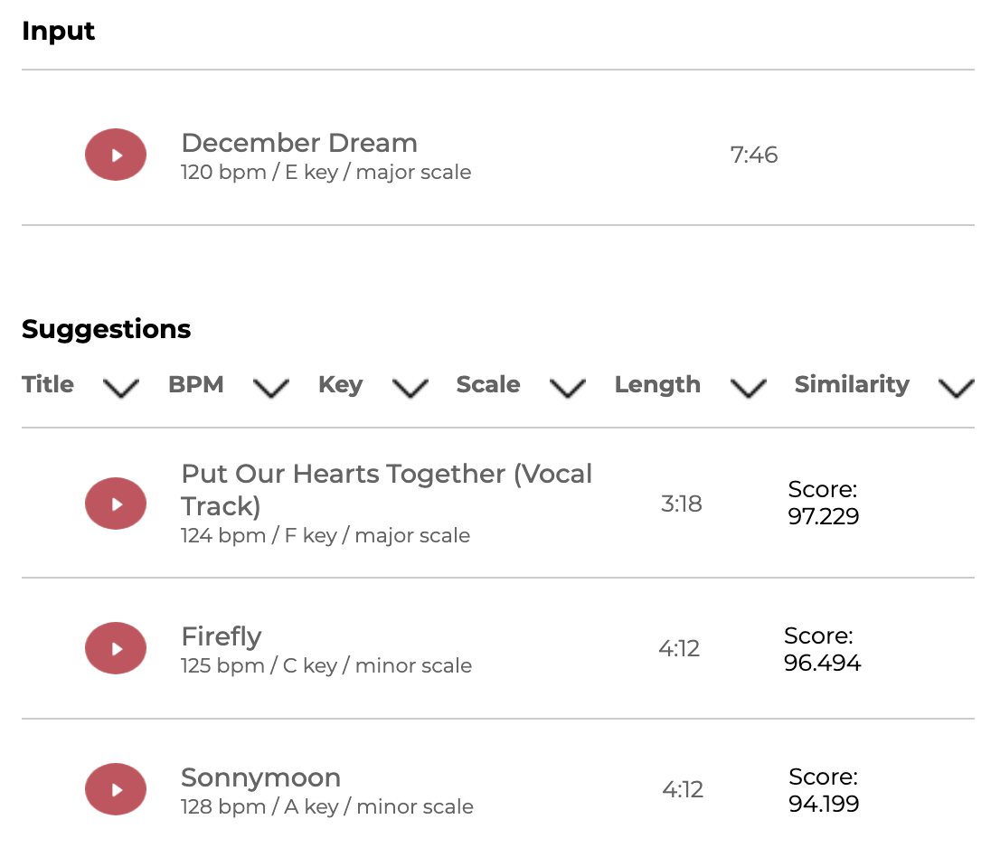 Input
December Dream
120 bpm / E key / major scale
7:46
Suggestions
Title BPM Key Scale Length Similarity
Put Our Hearts Together (Vocal
Track)
124 bpm / F key / major scale
3:18
Score:
97.229
Firefly
125 bpm / C key / minor scale
4:12
Score:
96.494
Sonnymoon
128 bpm / A key / minor scale
4:12
Score:
94.199